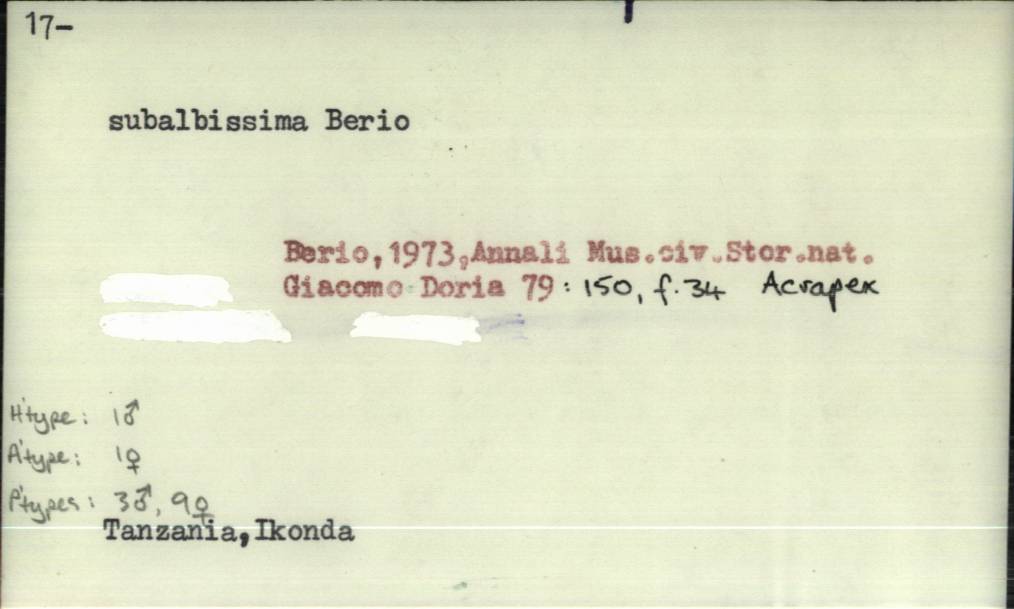 17-
subalbissima Berio
Berio,1973,Annali Mus.civ.Stor.nat.
Giacomo Doria 79 : 150, f.34 Acrapex
H'type: 1♂
A'type: 1♀
P'types: 3♂, 9♀
Tanzania,Ikonda